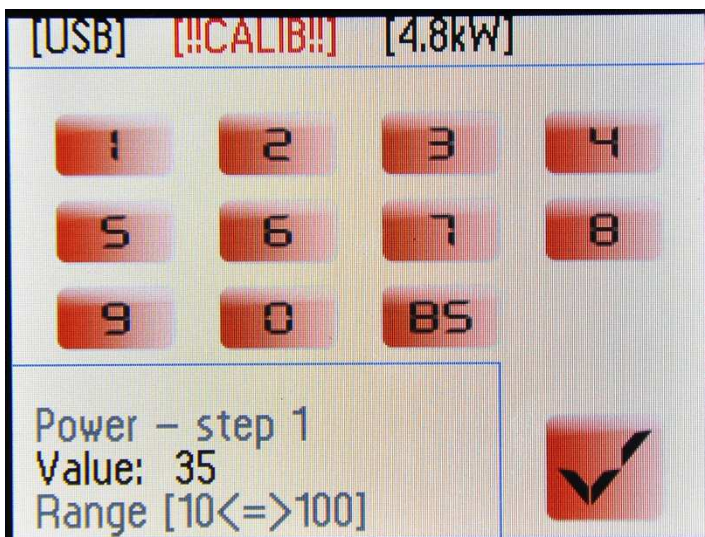 [USB] [!!CALIB!!] [4.8kW]
1 2 3 4
5 6 7 8
9 0 BS
Power – step 1
Value: 35
Range [10<=>100]